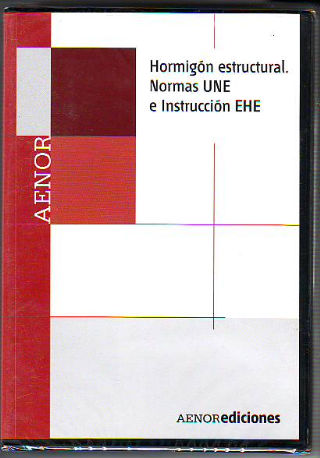 Hormigón estructural.
Normas UNE
e Instrucción EHE
AENOR
AENORediciones